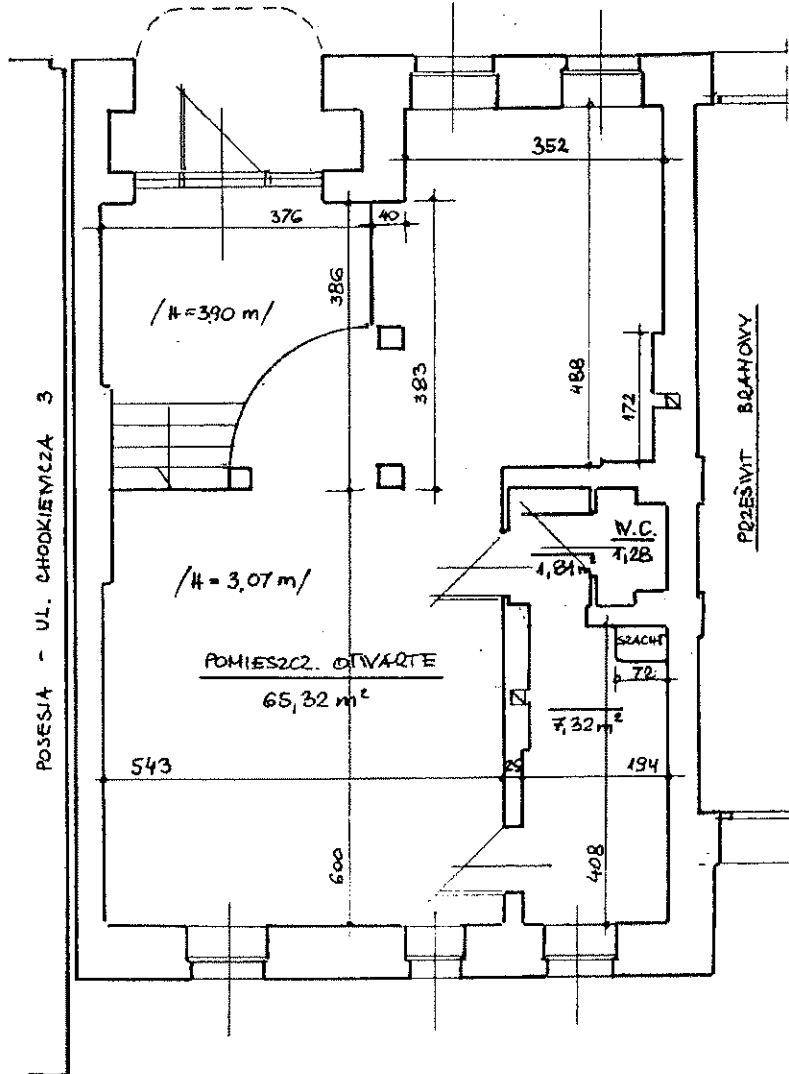 352
376
40
386
/H=3,90 m/
383
488
172
POSESJA - UL. CHODKIEWICZA 3
PRZEŚWIT BRAMOWY
W.C.
1,28
1,81 m²
/H = 3,07 m/
POMIESZCZ. OTWARTE
65,32 m²
SZACHT
72
7,32 m²
543
25
194
600
408